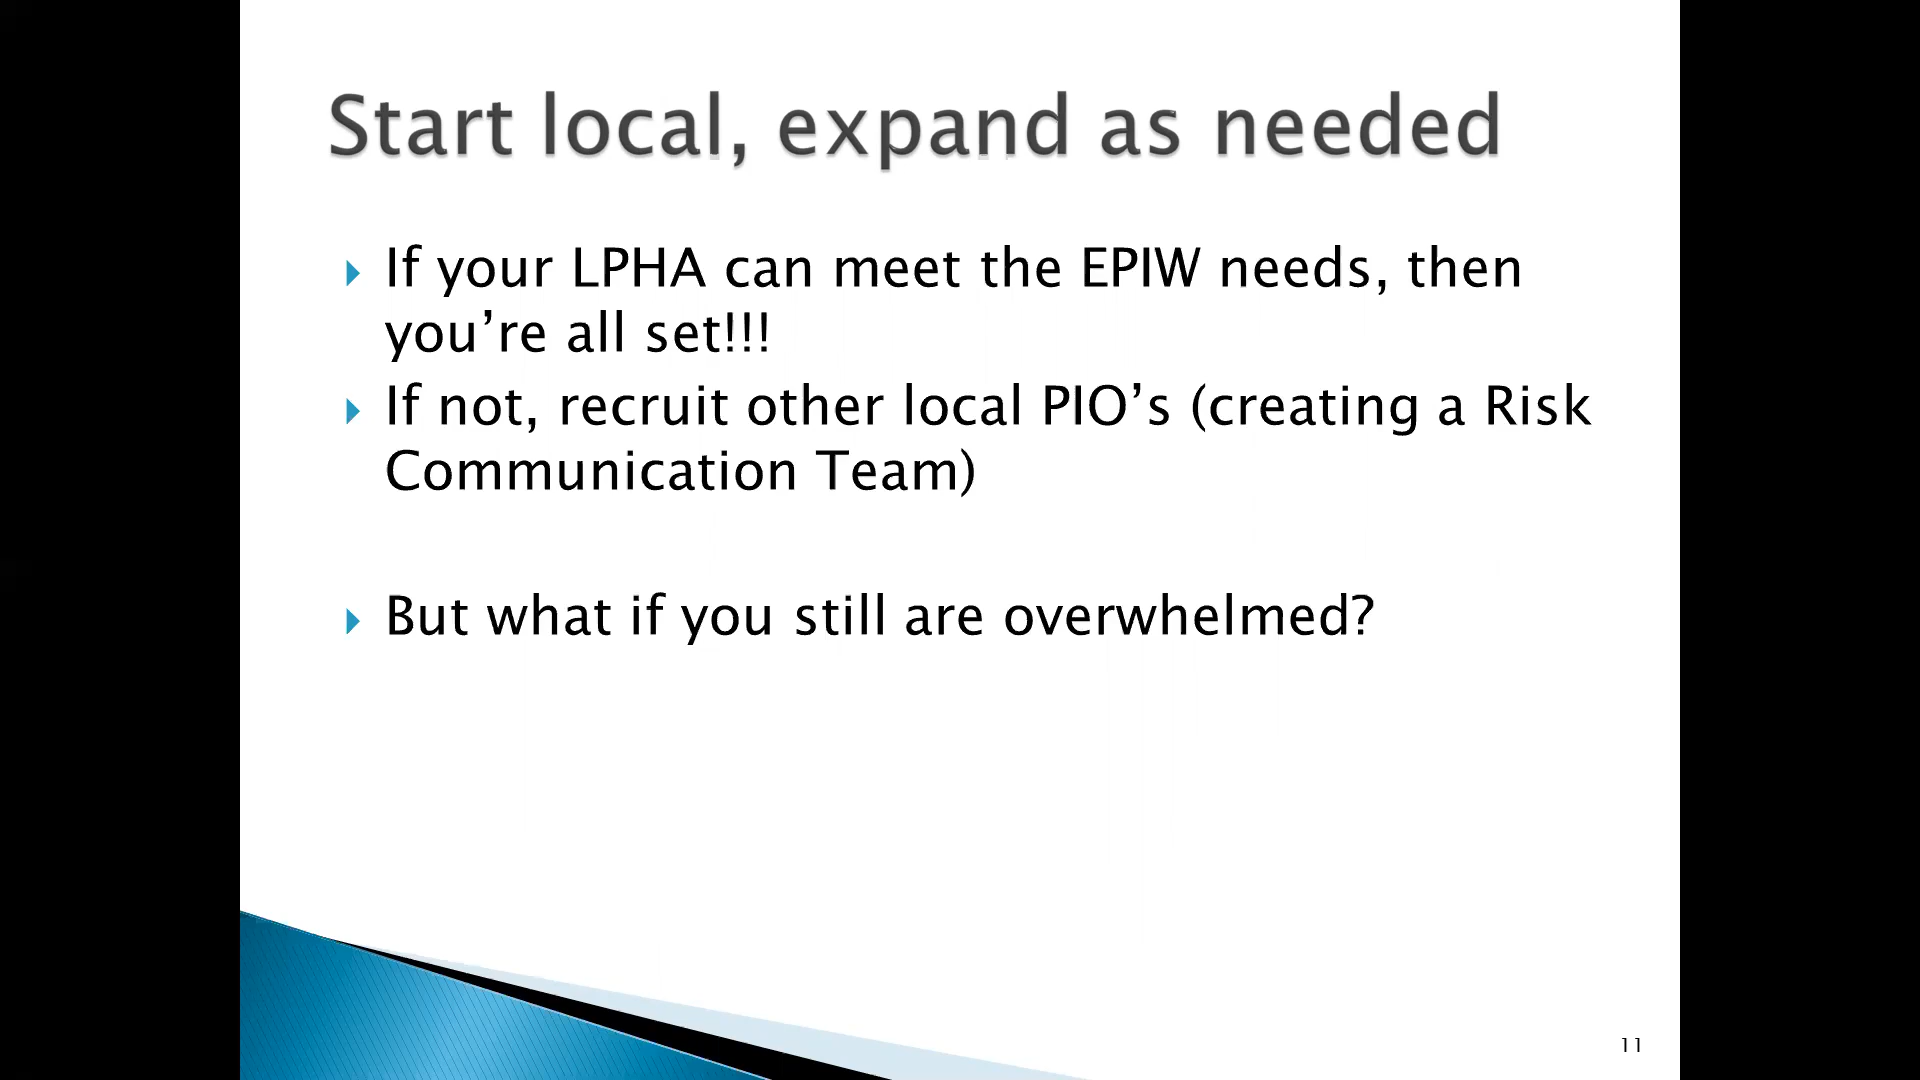 Start local, expand as needed
If your LPHA can meet the EPIW needs, then
you’re all set!!!
If not, recruit other local PIO’s (creating a Risk
Communication Team)
But what if you still are overwhelmed?
11